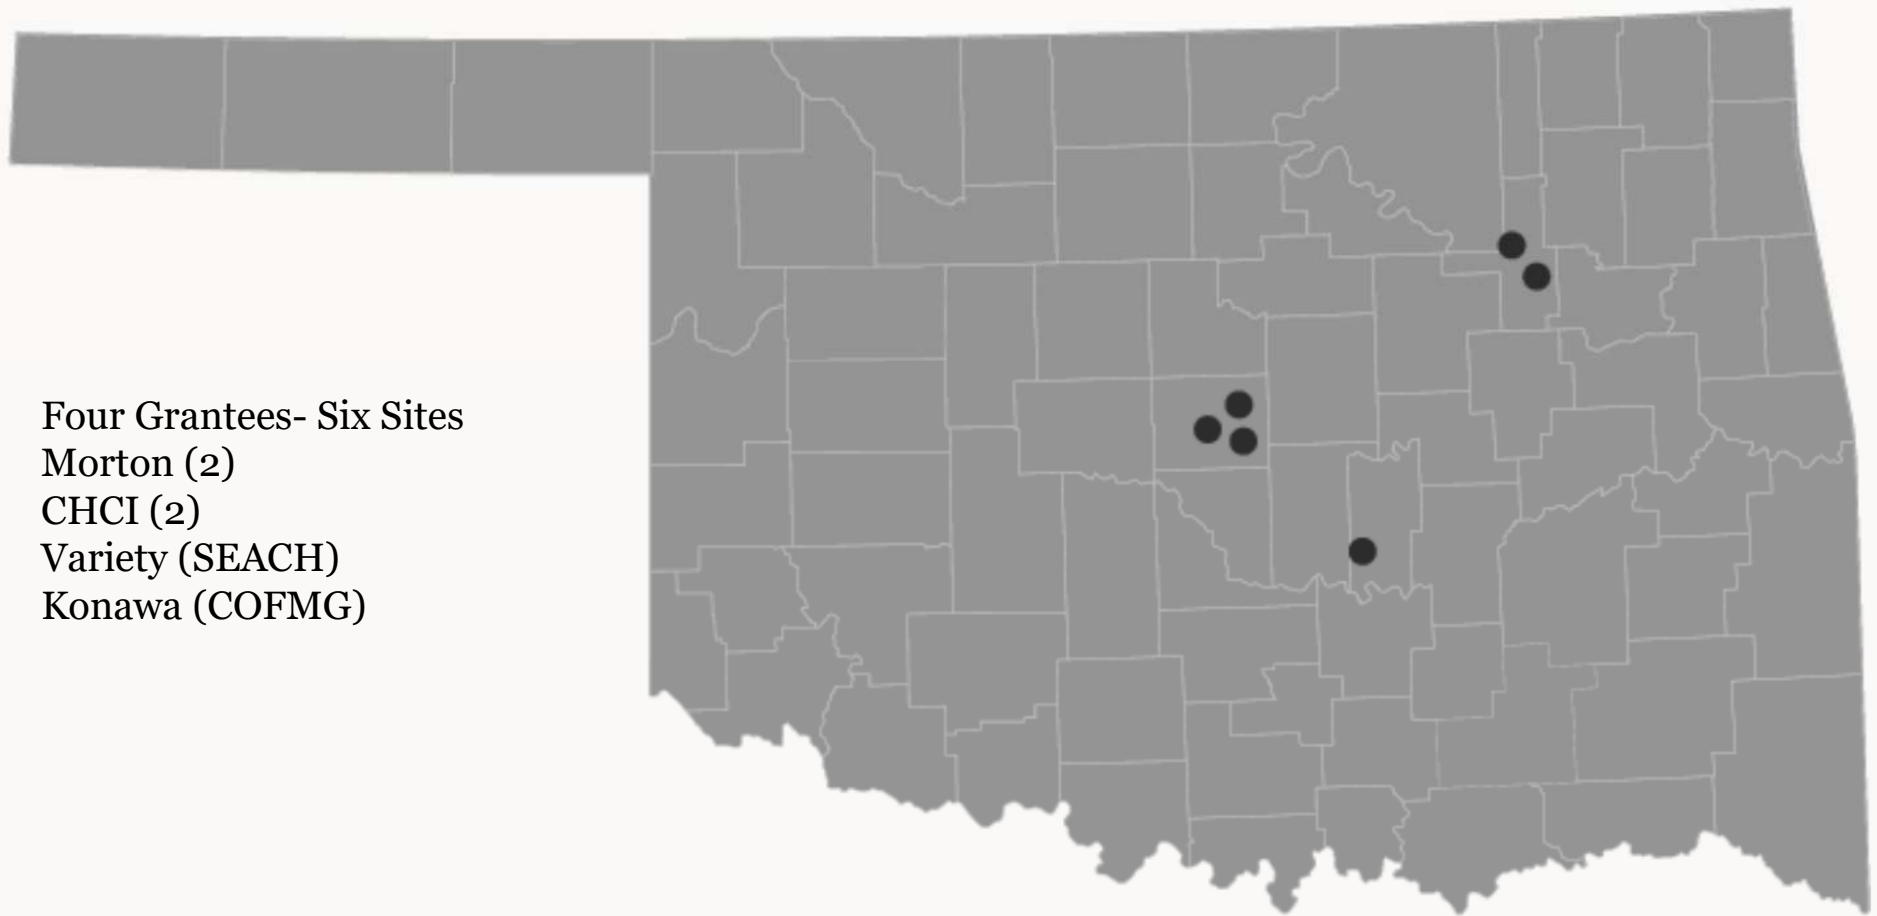 Four Grantees- Six Sites
Morton (2)
CHCI (2)
Variety (SEACH)
Konawa (COFMG)